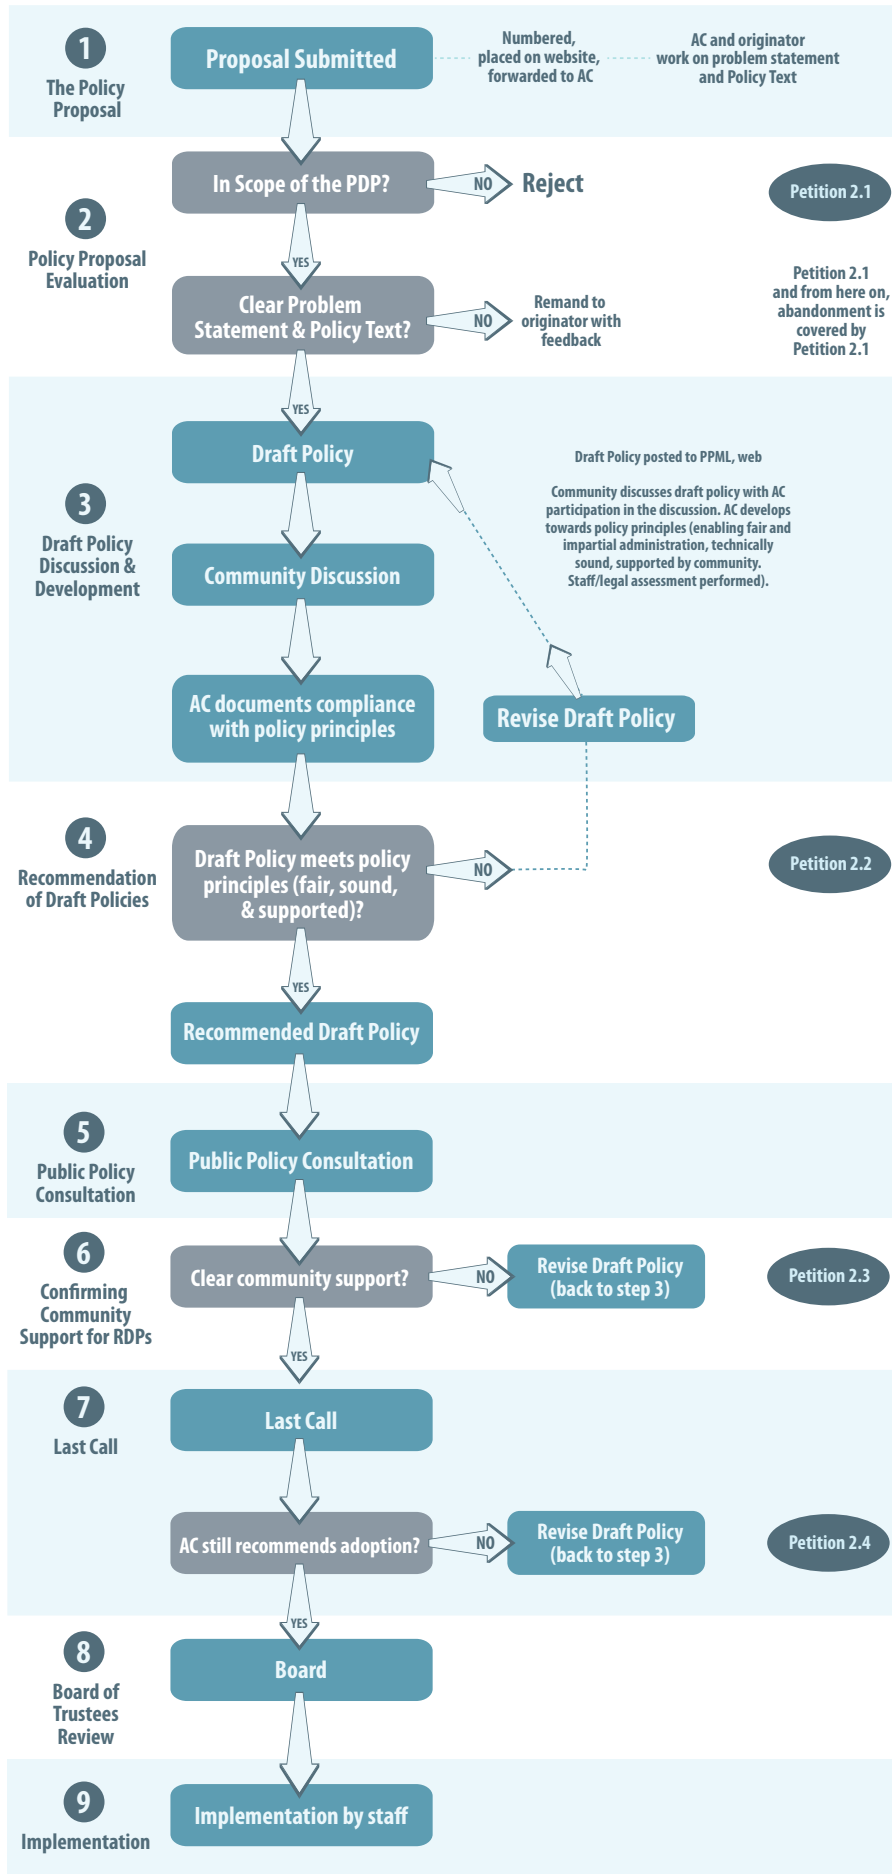 1
The Policy
Proposal
Proposal Submitted
Numbered,
placed on website,
forwarded to AC
AC and originator
work on problem statement
and Policy Text
2
Policy Proposal
Evaluation
In Scope of the PDP?
NO
Reject
Petition 2.1
YES
Clear Problem
Statement & Policy Text?
NO
Remand to
originator with
feedback
Petition 2.1
and from here on,
abandonment is
covered by
Petition 2.1
YES
3
Draft Policy
Discussion &
Development
Draft Policy
Draft Policy posted to PPML, web
Community discusses draft policy with AC
participation in the discussion. AC develops
towards policy principles (enabling fair and
impartial administration, technically
sound, supported by community.
Staff/legal assessment performed).
Community Discussion
AC documents compliance
with policy principles
Revise Draft Policy
4
Recommendation
of Draft Policies
Draft Policy meets policy
principles (fair, sound,
& supported)?
NO
Petition 2.2
YES
Recommended Draft Policy
5
Public Policy
Consultation
Public Policy Consultation
6
Confirming
Community
Support for RDPs
Clear community support?
NO
Revise Draft Policy
(back to step 3)
Petition 2.3
YES
7
Last Call
Last Call
AC still recommends adoption?
NO
Revise Draft Policy
(back to step 3)
Petition 2.4
YES
8
Board of
Trustees
Review
Board
9
Implementation
Implementation by staff